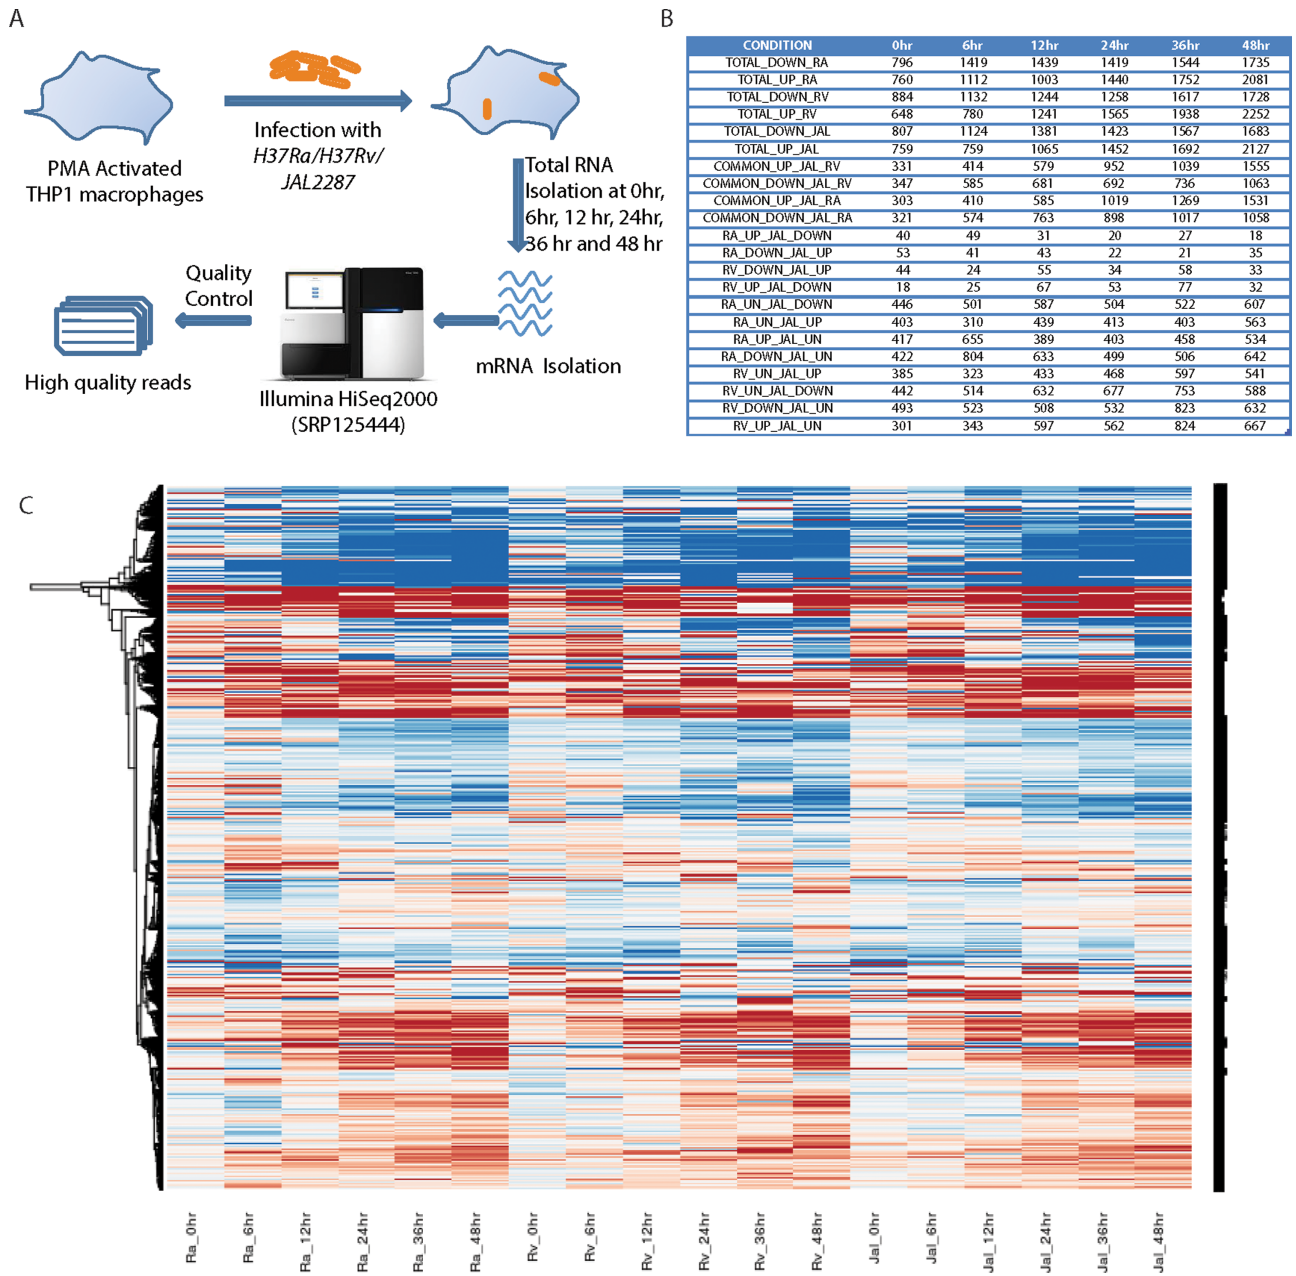 A
PMA Activated
THP1 macrophages
Infection with
H37Ra/H37Rv/
JAL2287
Total RNA
Isolation at 0hr,
6hr, 12 hr, 24hr,
36 hr and 48 hr
mRNA Isolation
Illumina HiSeq2000
(SRP125444)
Quality
Control
High quality reads
B
CONDITION 0hr 6hr 12hr 24hr 36hr 48hr
TOTAL_DOWN_RA 796 1419 1439 1419 1544 1735
TOTAL_UP_RA 760 1112 1003 1440 1752 2081
TOTAL_DOWN_RV 884 1132 1244 1258 1617 1728
TOTAL_UP_RV 648 780 1241 1565 1938 2252
TOTAL_DOWN_JAL 807 1124 1381 1423 1567 1683
TOTAL_UP_JAL 759 759 1065 1452 1692 2127
COMMON_UP_JAL_RV 331 414 579 952 1039 1555
COMMON_DOWN_JAL_RV 347 585 681 692 736 1063
COMMON_UP_JAL_RA 303 410 585 1019 1269 1531
COMMON_DOWN_JAL_RA 321 574 763 898 1017 1058
RA_UP_JAL_DOWN 40 49 31 20 27 18
RA_DOWN_JAL_UP 53 41 43 22 21 35
RV_DOWN_JAL_UP 44 24 55 34 58 33
RV_UP_JAL_DOWN 18 25 67 53 77 32
RA_UN_JAL_DOWN 446 501 587 504 522 607
RA_UN_JAL_UP 403 310 439 413 403 563
RA_UP_JAL_UN 417 655 389 403 458 534
RA_DOWN_JAL_UN 422 804 633 499 506 642
RV_UN_JAL_UP 385 323 433 468 597 541
RV_UN_JAL_DOWN 442 514 632 677 753 588
RV_DOWN_JAL_UN 493 523 508 532 823 632
RV_UP_JAL_UN 301 343 597 562 824 667
C
Ra_0hr
Ra_6hr
Ra_12hr
Ra_24hr
Ra_36hr
Ra_48hr
Rv_0hr
Rv_6hr
Rv_12hr
Rv_24hr
Rv_36hr
Rv_48hr
Jal_0hr
Jal_6hr
Jal_12hr
Jal_24hr
Jal_36hr
Jal_48hr